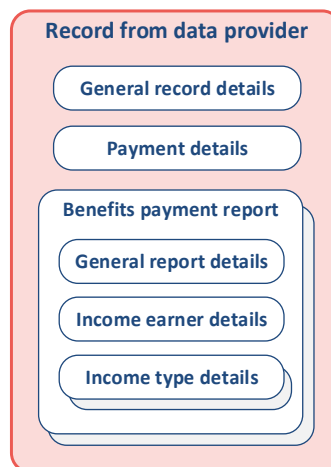 Record from data provider
General record details
Payment details
Benefits payment report
General report details
Income earner details
Income type details